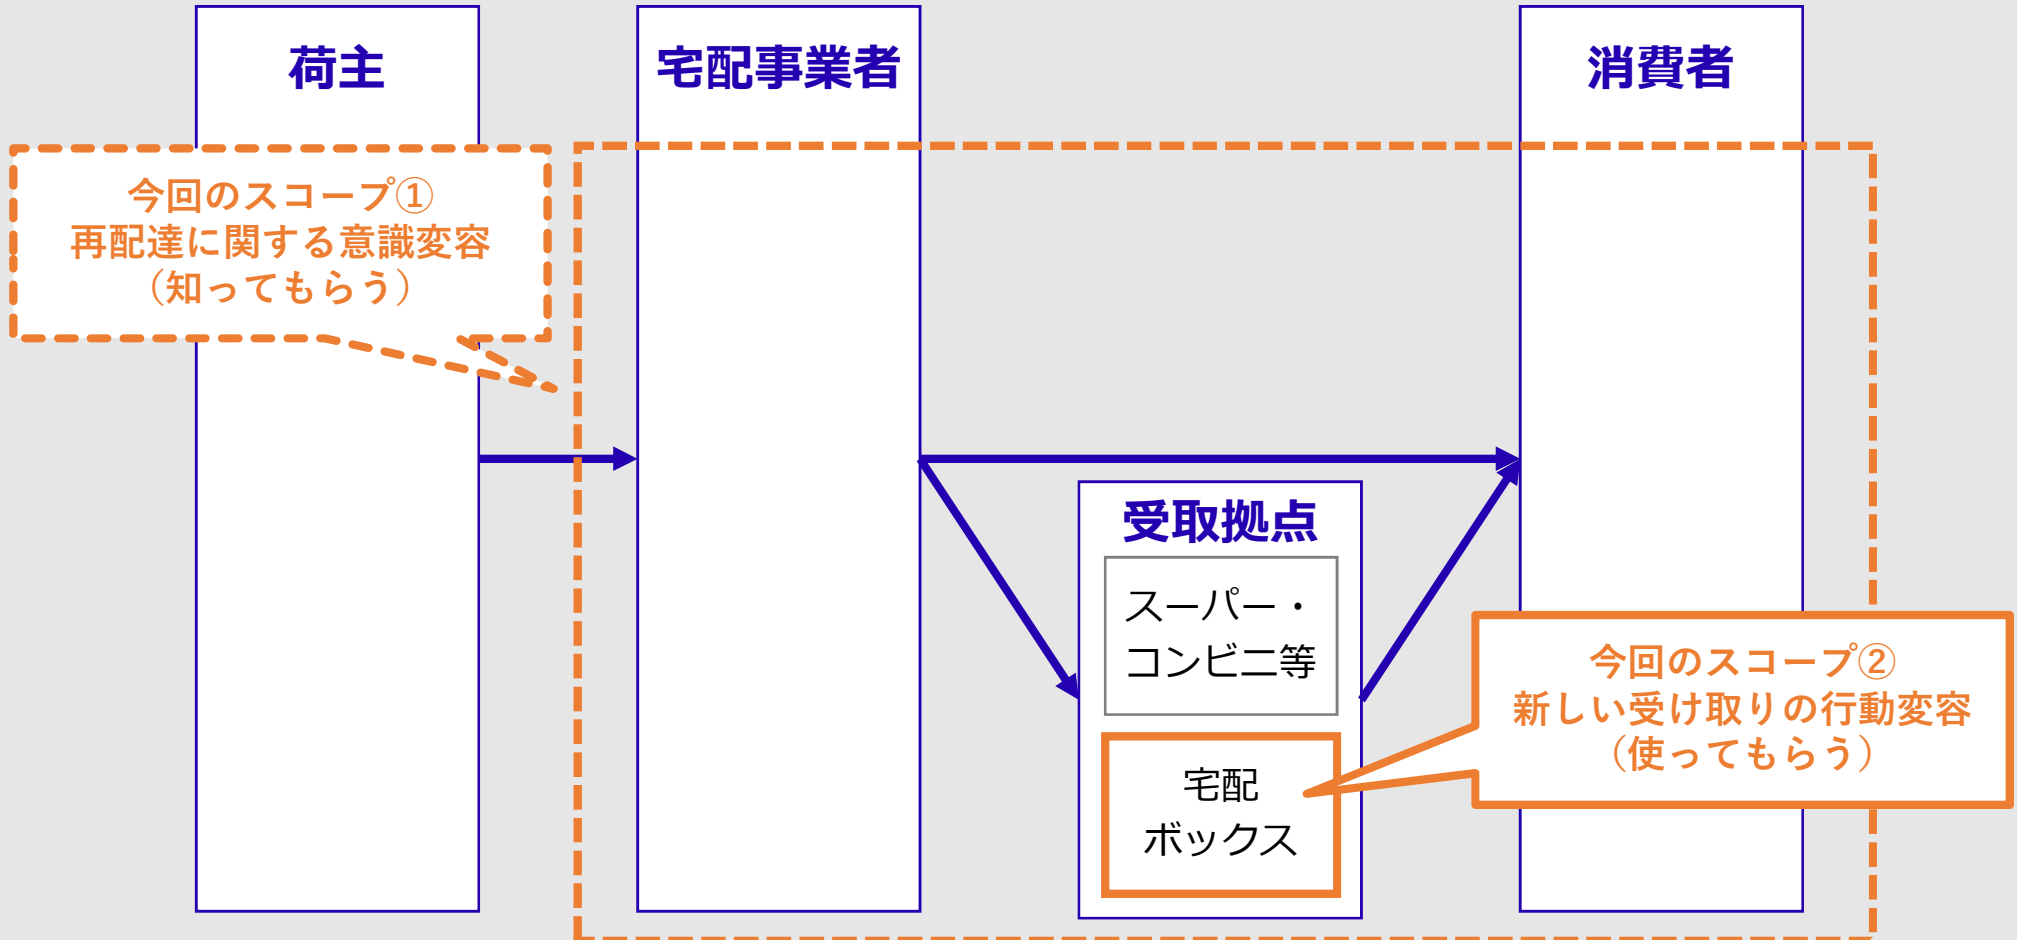 荷主
宅配事業者
消費者
今回のスコープ①
再配達に関する意識変容
（知ってもらう）
受取拠点
スーパー・
コンビニ等
宅配
ボックス
今回のスコープ②
新しい受け取りの行動変容
（使ってもらう）